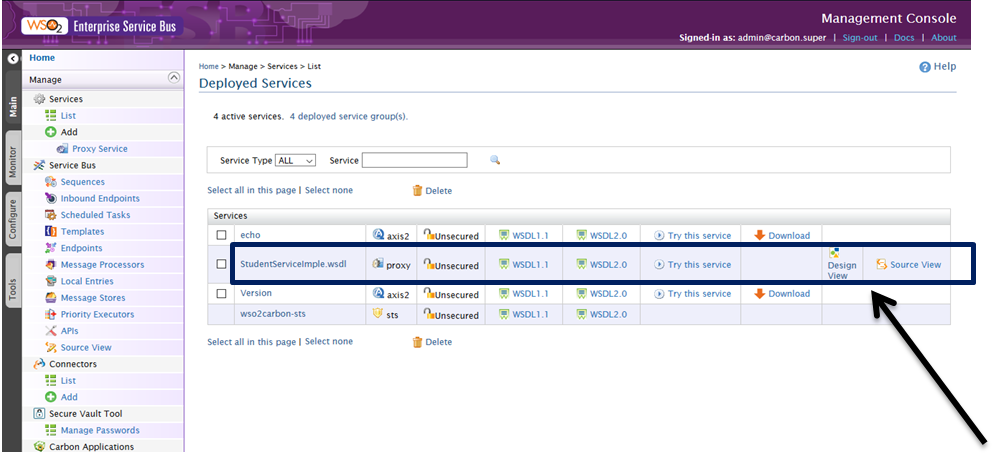 WSO2 Enterprise Service Bus
Management Console
Signed-in as: admin@carbon.super | Sign-out | Docs | About
Main
Monitor
Configure
Tools
Home
Manage
Services
List
Add
Proxy Service
Service Bus
Sequences
Inbound Endpoints
Scheduled Tasks
Templates
Endpoints
Message Processors
Local Entries
Message Stores
Priority Executors
APIs
Source View
Connectors
List
Add
Secure Vault Tool
Manage Passwords
Carbon Applications
Home > Manage > Services > List
Help
Deployed Services
4 active services. 4 deployed service group(s).
Service Type ALL Service
Select all in this page | Select none Delete
Services
echo axis2 Unsecured WSDL1.1 WSDL2.0 Try this service Download
StudentServiceImple.wsdl proxy Unsecured WSDL1.1 WSDL2.0 Try this service Design View Source View
Version axis2 Unsecured WSDL1.1 WSDL2.0 Try this service Download
wso2carbon-sts sts Unsecured WSDL1.1 WSDL2.0
Select all in this page | Select none Delete